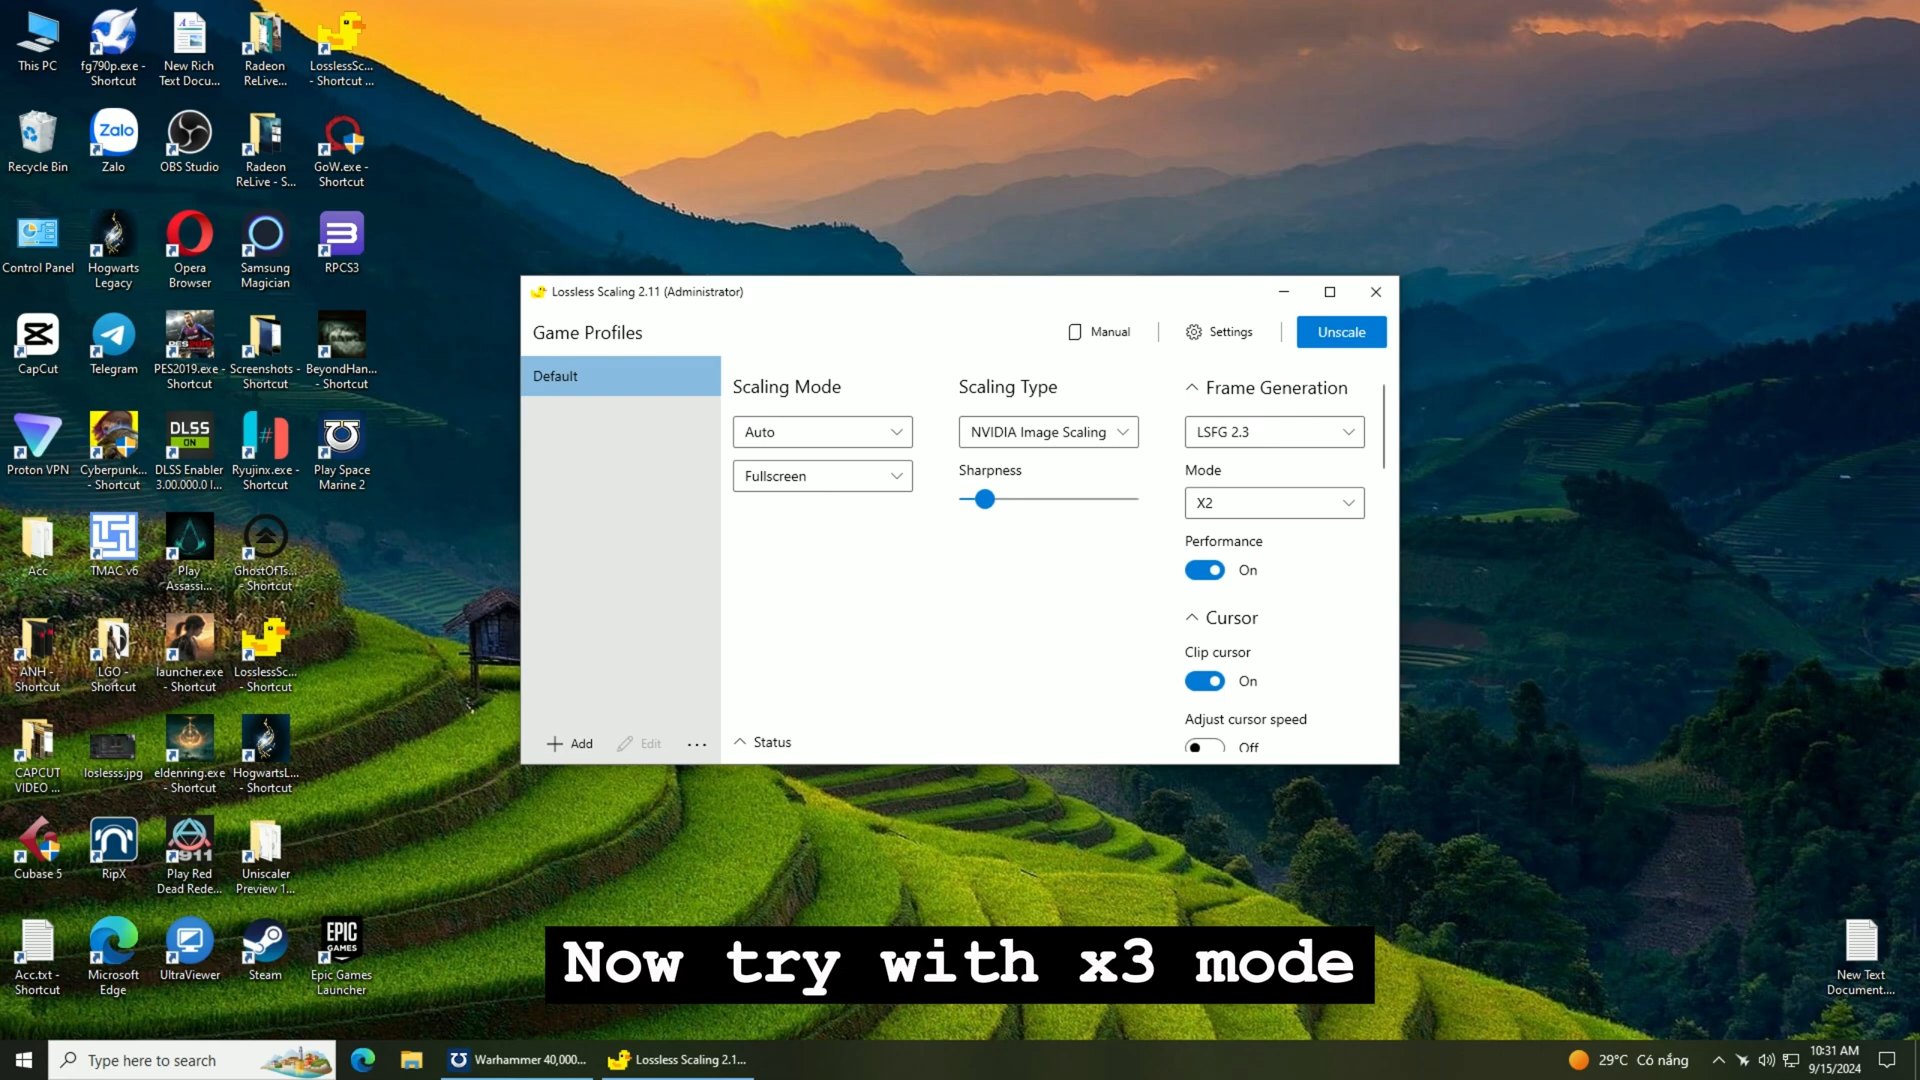 This PC
fg790p.exe -
Shortcut
New Rich
Text Docu...
Radeon
ReLive...
LosslessSc...
- Shortcut ...
Recycle Bin
Zalo
Zalo
OBS Studio
Radeon
ReLive - S...
GoW.exe -
Shortcut
Control Panel
Hogwarts
Legacy
Opera
Browser
Samsung
Magician
RPCS3
CapCut
Telegram
PES2019
PES2019.exe -
Shortcut
Screenshots -
Shortcut
BeyondHan...
- Shortcut
Proton VPN
Cyberpunk...
- Shortcut
DLSS
ON
DLSS Enabler
3.00.000.0 I...
Ryujinx.exe -
Shortcut
Play Space
Marine 2
Acc
TMAC v6
Play
Assassi...
GhostOfTs...
- Shortcut
ANH -
Shortcut
LGO -
Shortcut
launcher.exe
- Shortcut
LosslessSc...
- Shortcut
CAPCUT
VIDEO ...
loslesss.jpg
eldenring.exe
- Shortcut
HogwartsL...
- Shortcut
Cubase 5
RipX
1911
Play Red
Dead Rede...
Uniscaler
Preview 1...
Acc.txt -
Shortcut
Microsoft
Edge
UltraViewer
Steam
EPIC
GAMES
Epic Games
Launcher
New Text
Document....
Lossless Scaling 2.11 (Administrator)
Game Profiles
Manual
Settings
Unscale
Default
Scaling Mode
Auto
Fullscreen
Scaling Type
NVIDIA Image Scaling
Sharpness
Frame Generation
LSFG 2.3
Mode
X2
Performance
On
Cursor
Clip cursor
On
Adjust cursor speed
Off
Add
Edit
...
Status
Now try with x3 mode
Type here to search
Warhammer 40,000...
Lossless Scaling 2.1...
29°C Có nắng
10:31 AM
9/15/2024